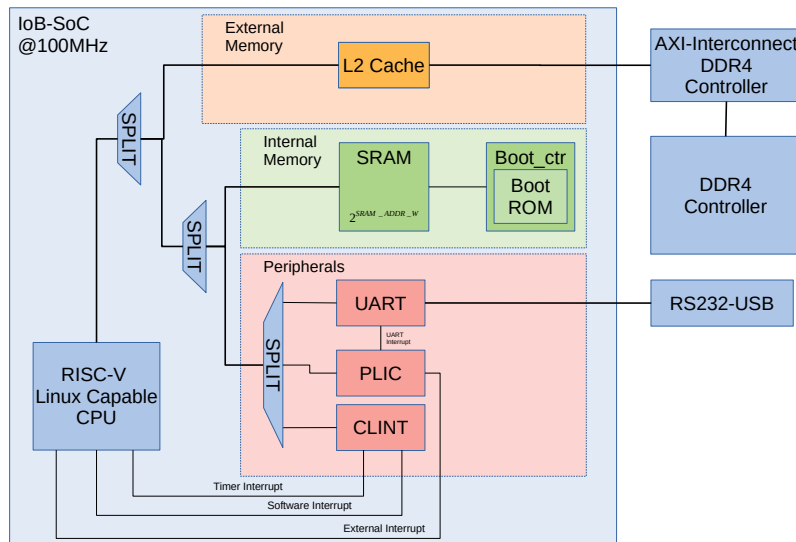 IoB-SoC
@100MHz
External
Memory
L2 Cache
AXI-Interconnect
DDR4
Controller
SPLIT
Internal
Memory
SRAM
2^SRAM_ADDR_W
Boot_ctr
Boot
ROM
DDR4
Controller
SPLIT
Peripherals
UART
RS232-USB
UART
Interrupt
SPLIT
PLIC
RISC-V
Linux Capable
CPU
CLINT
Timer Interrupt
Software Interrupt
External Interrupt